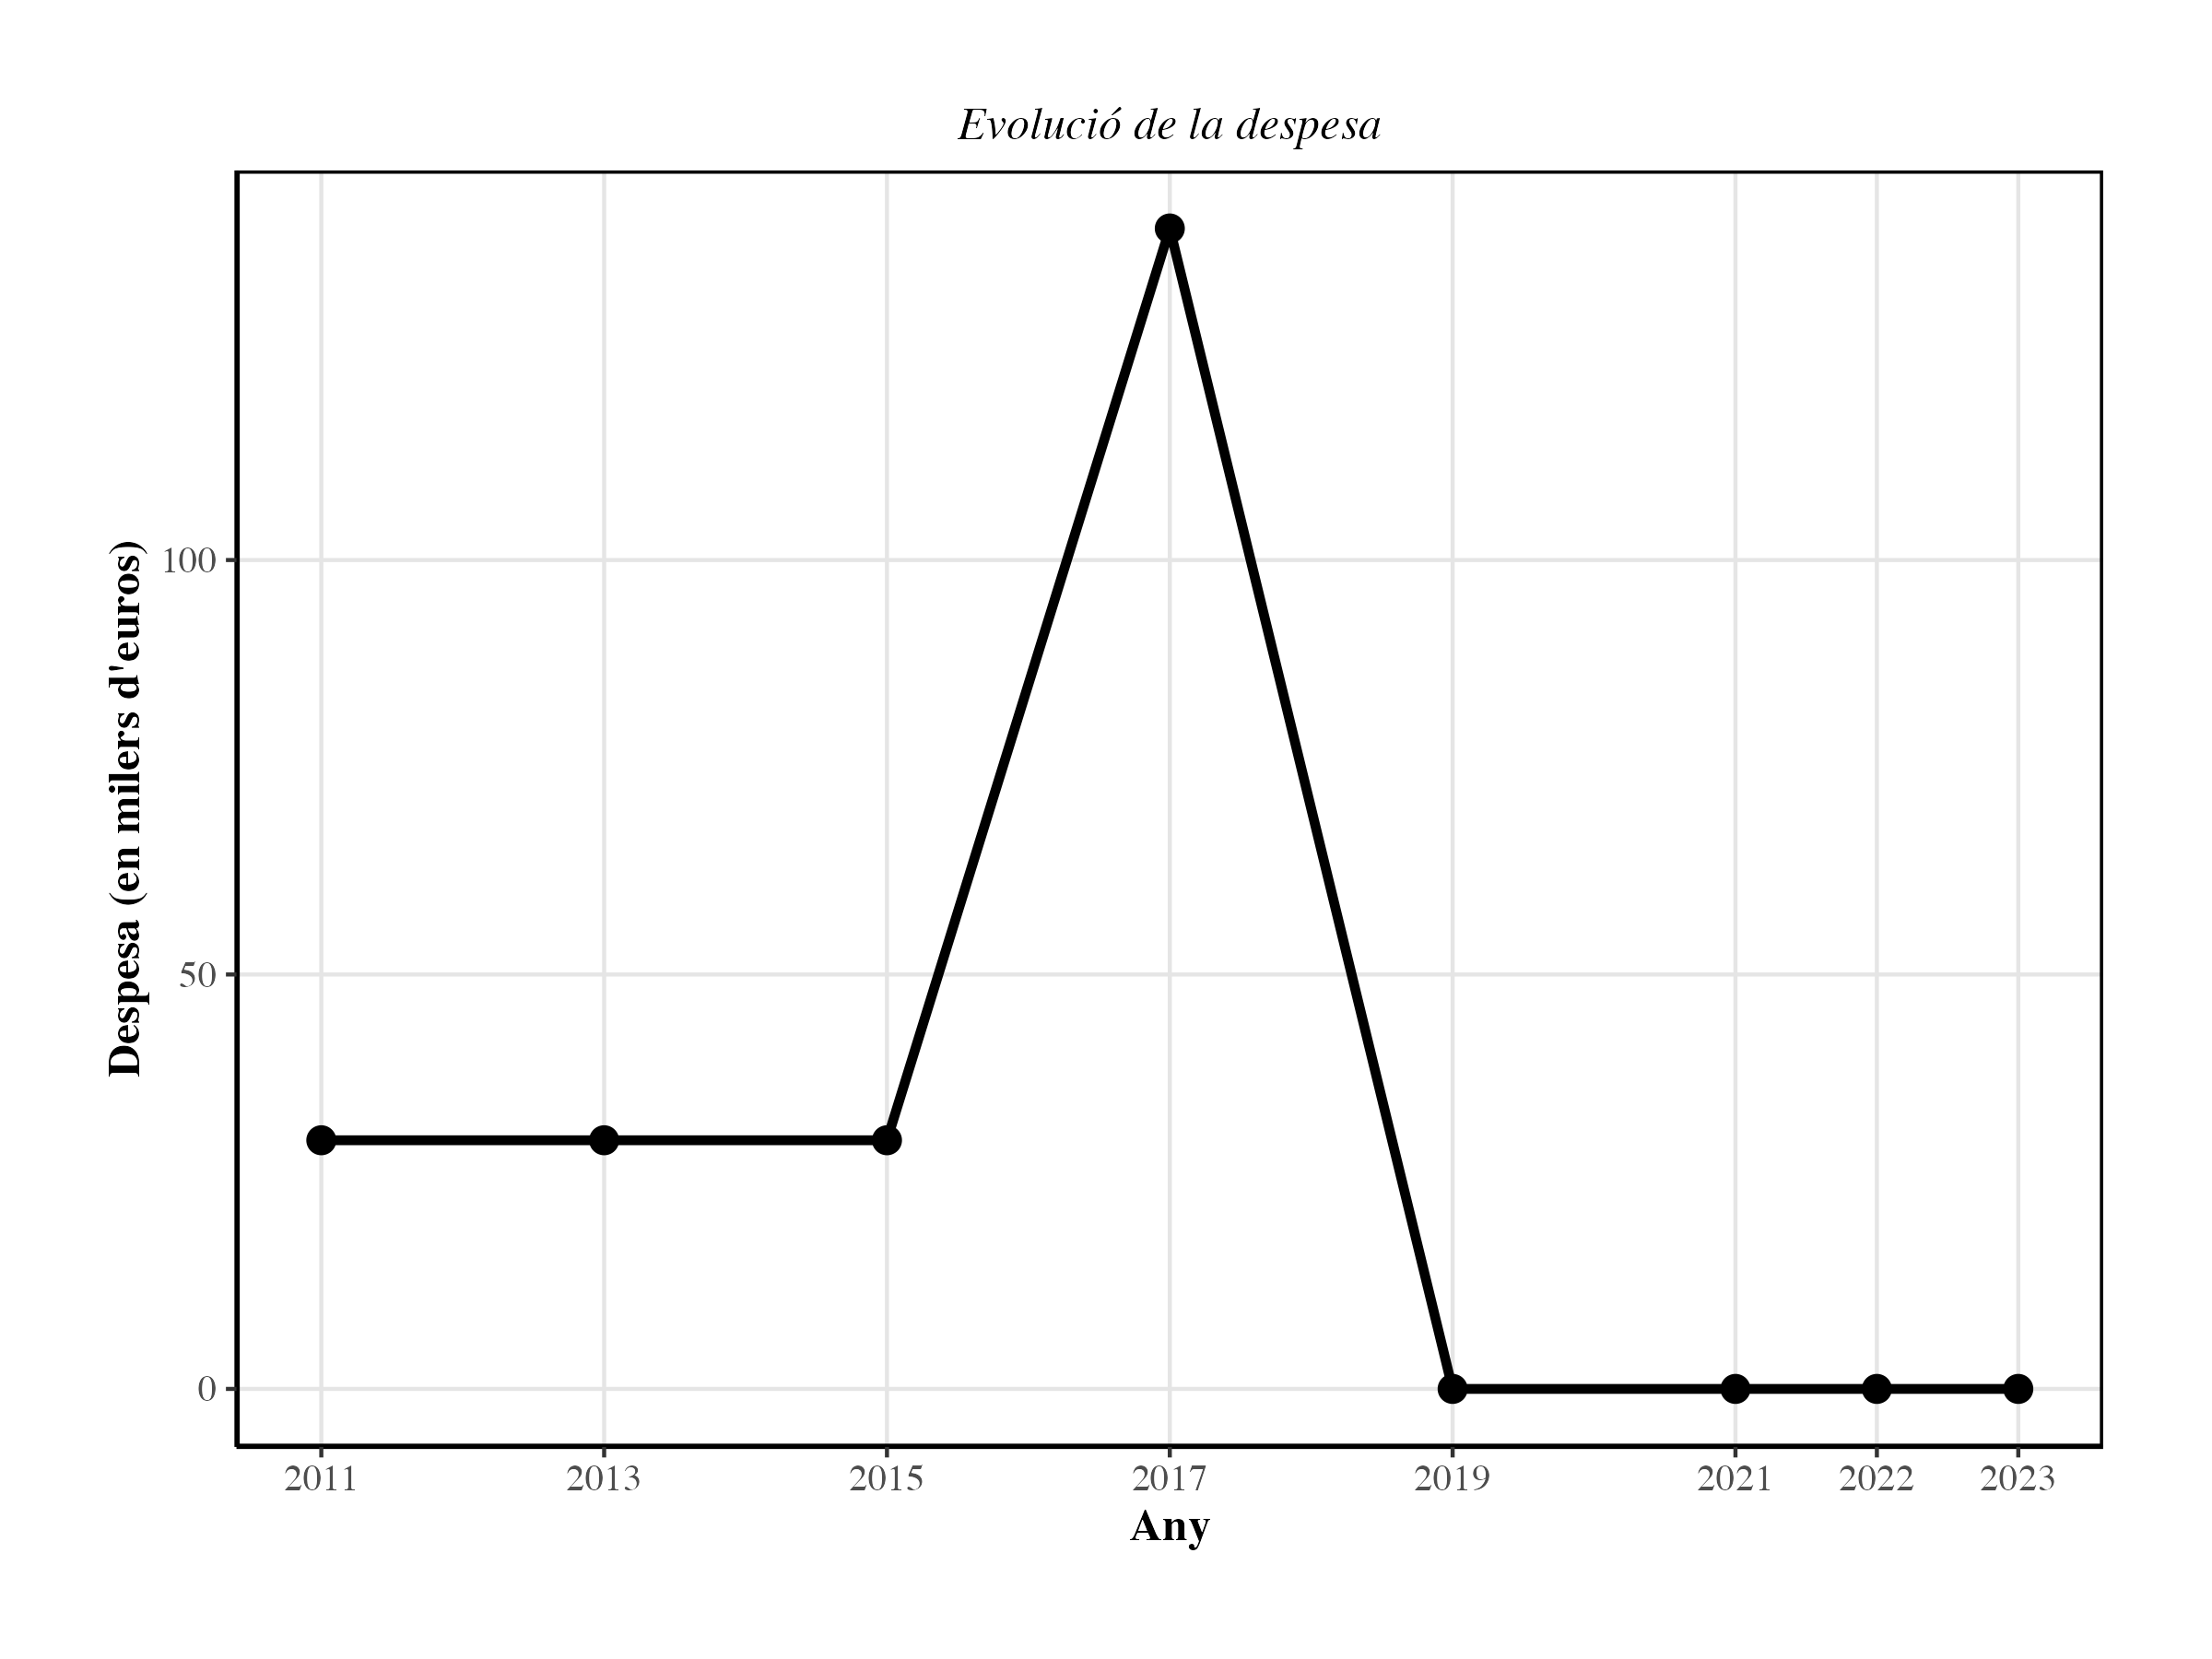 Evolució de la despesa
Despesa (en milers d'euros)
100
50
0
2011 2013 2015 2017 2019 2021 2022 2023
Any